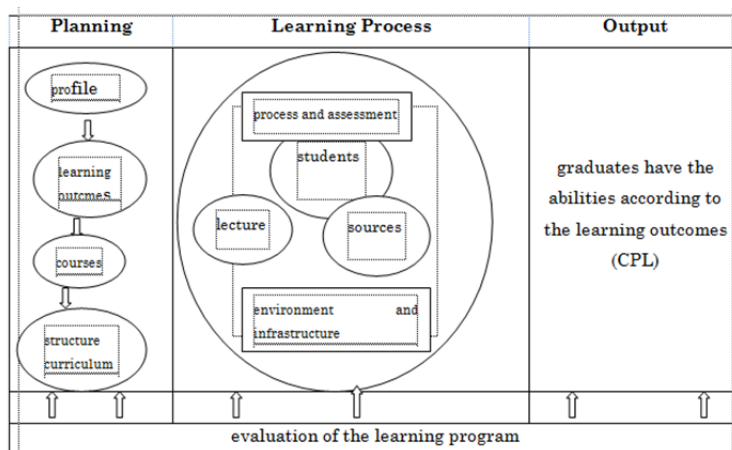 Planning
Learning Process
Output
profile
learning
outcmes
courses
structure
curriculum
process and assessment
students
lecture
sources
environment and
infrastructure
graduates have the
abilities according to
the learning outcomes
(CPL)
evaluation of the learning program